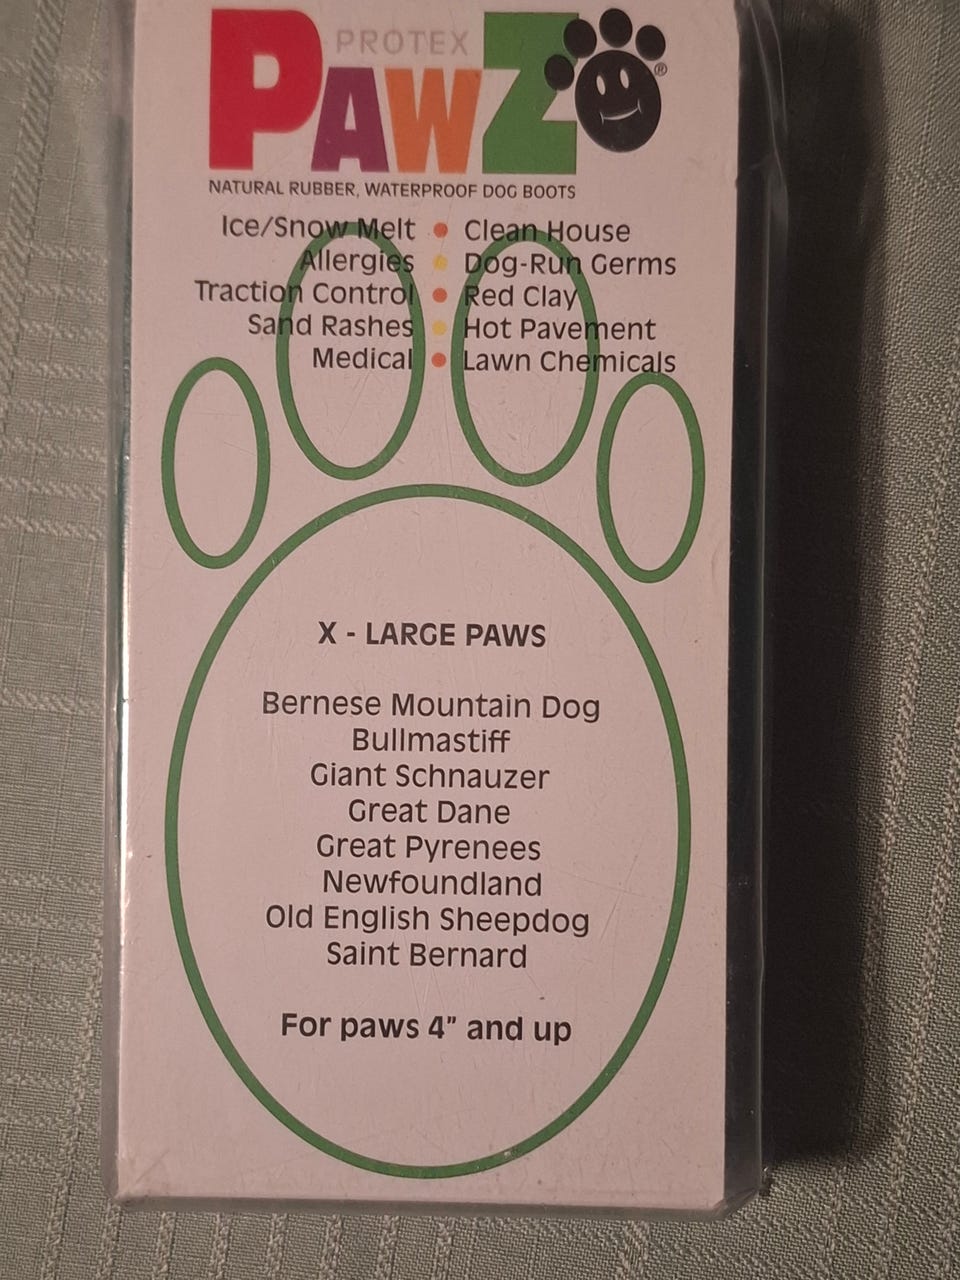 PROTEX
PAWZ ®
NATURAL RUBBER, WATERPROOF DOG BOOTS
Ice/Snow Melt • Clean House
Allergies • Dog-Run Germs
Traction Control • Red Clay
Sand Rashes • Hot Pavement
Medical • Lawn Chemicals
X - LARGE PAWS
Bernese Mountain Dog
Bullmastiff
Giant Schnauzer
Great Dane
Great Pyrenees
Newfoundland
Old English Sheepdog
Saint Bernard
For paws 4” and up